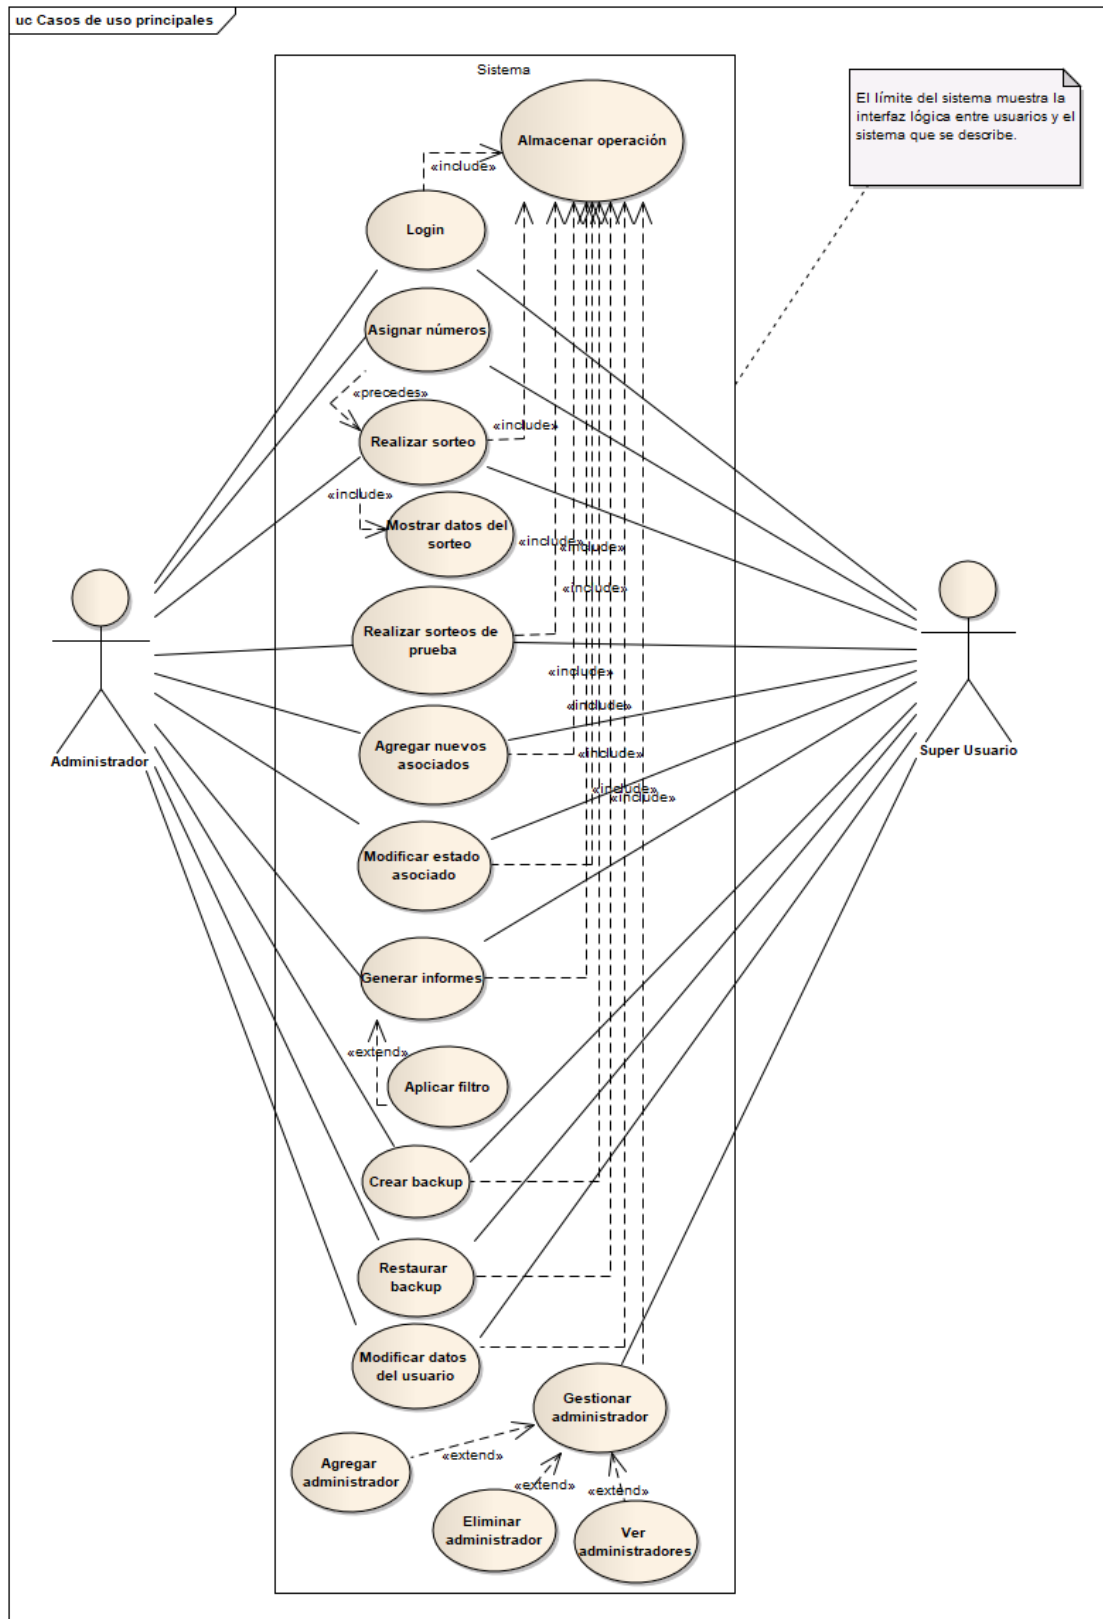 uc Casos de uso principales
Sistema
El límite del sistema muestra la
interfaz lógica entre usuarios y el
sistema que se describe.
Almacenar operación
«include»
Login
Asignar números
«precedes»
Realizar sorteo
«include»
«include»
Mostrar datos del
sorteo
«include»
«include»
«include»
Realizar sorteos de
prueba
«include»
«include»
Agregar nuevos
asociados
«include»
«include»
«include»
Administrador
Super Usuario
Modificar estado
asociado
Generar informes
«extend»
Aplicar filtro
Crear backup
Restaurar
backup
Modificar datos
del usuario
Gestionar
administrador
«extend»
Agregar
administrador
«extend»
«extend»
Eliminar
administrador
Ver
administradores